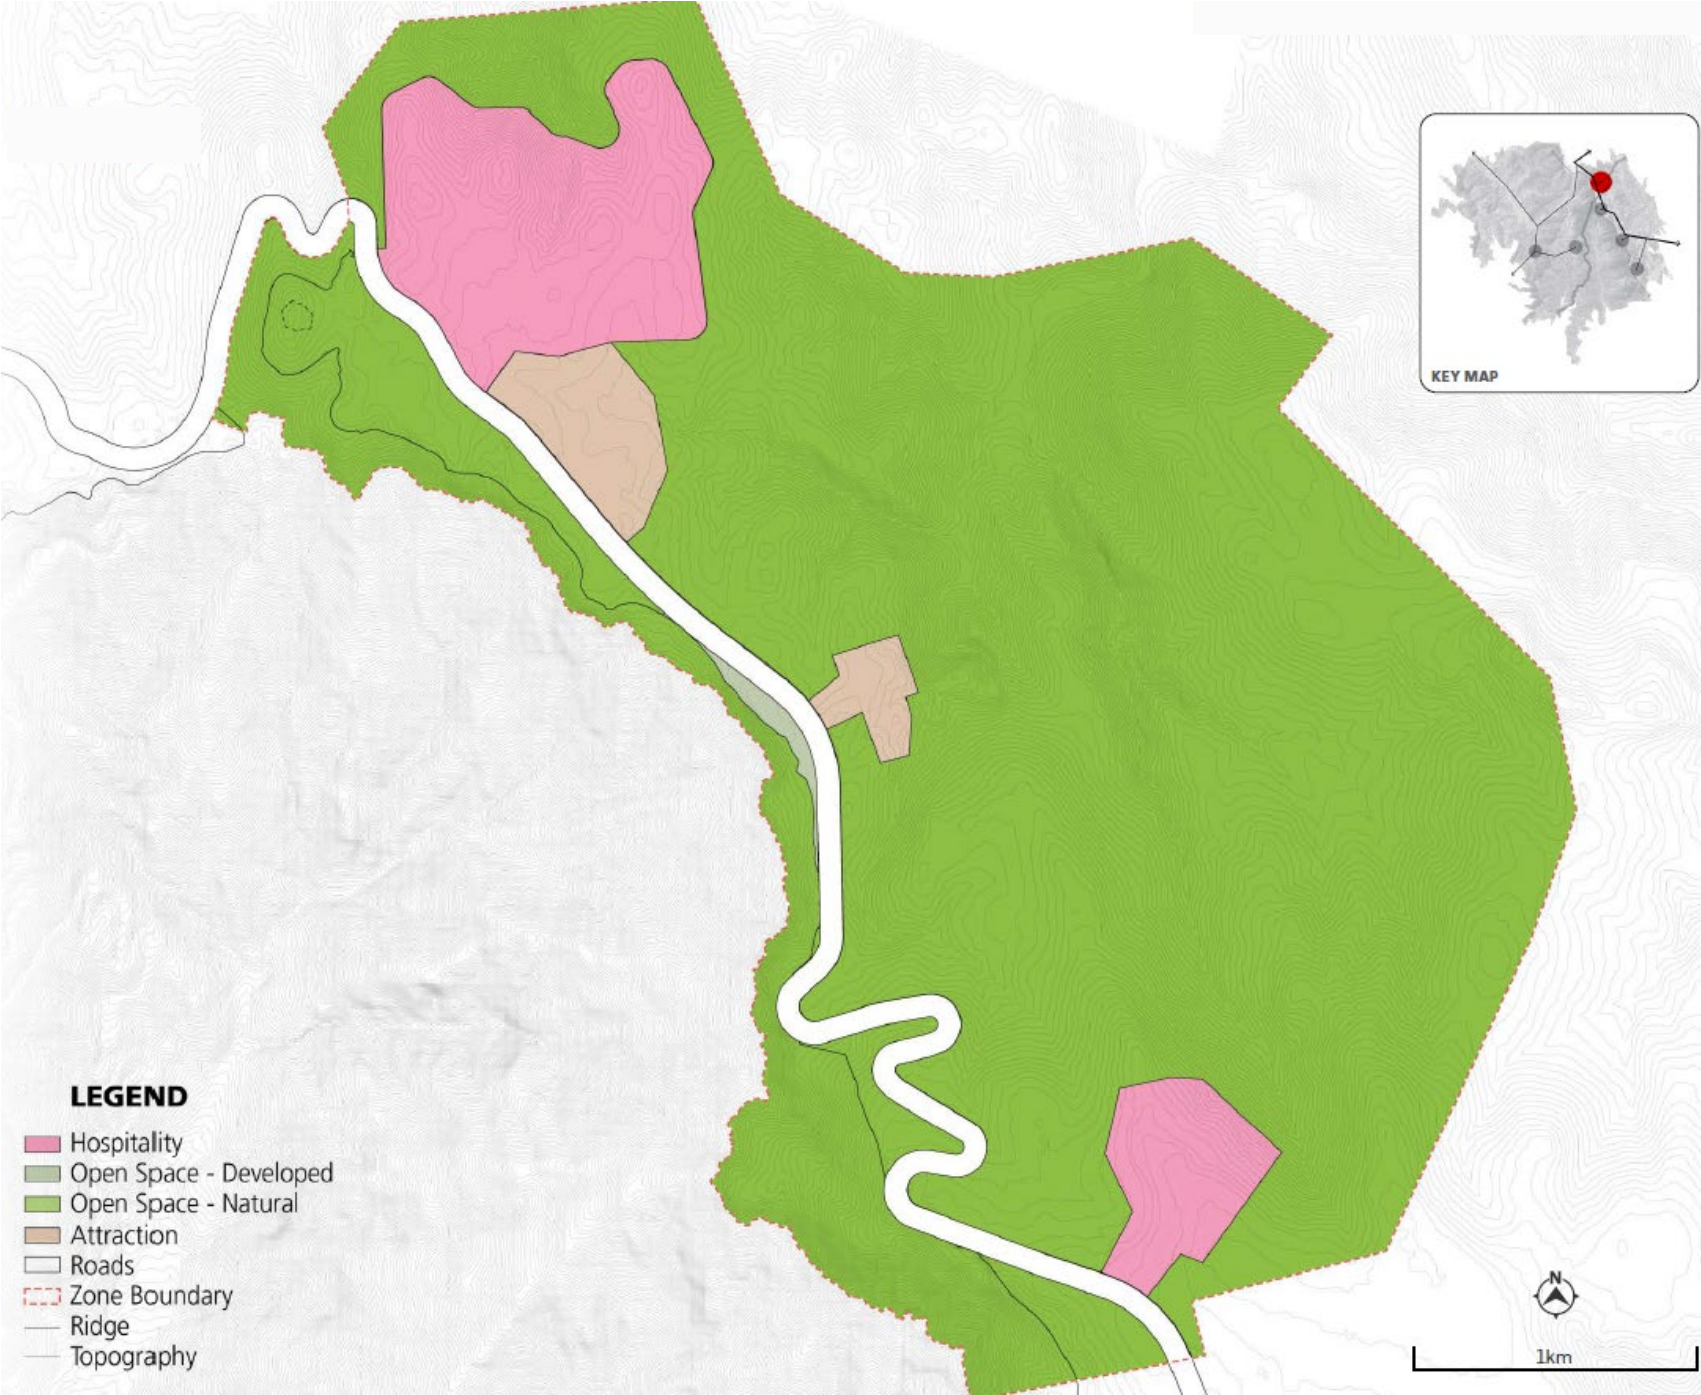 KEY MAP
LEGEND
Hospitality
Open Space - Developed
Open Space - Natural
Attraction
Roads
Zone Boundary
Ridge
Topography
N
1km